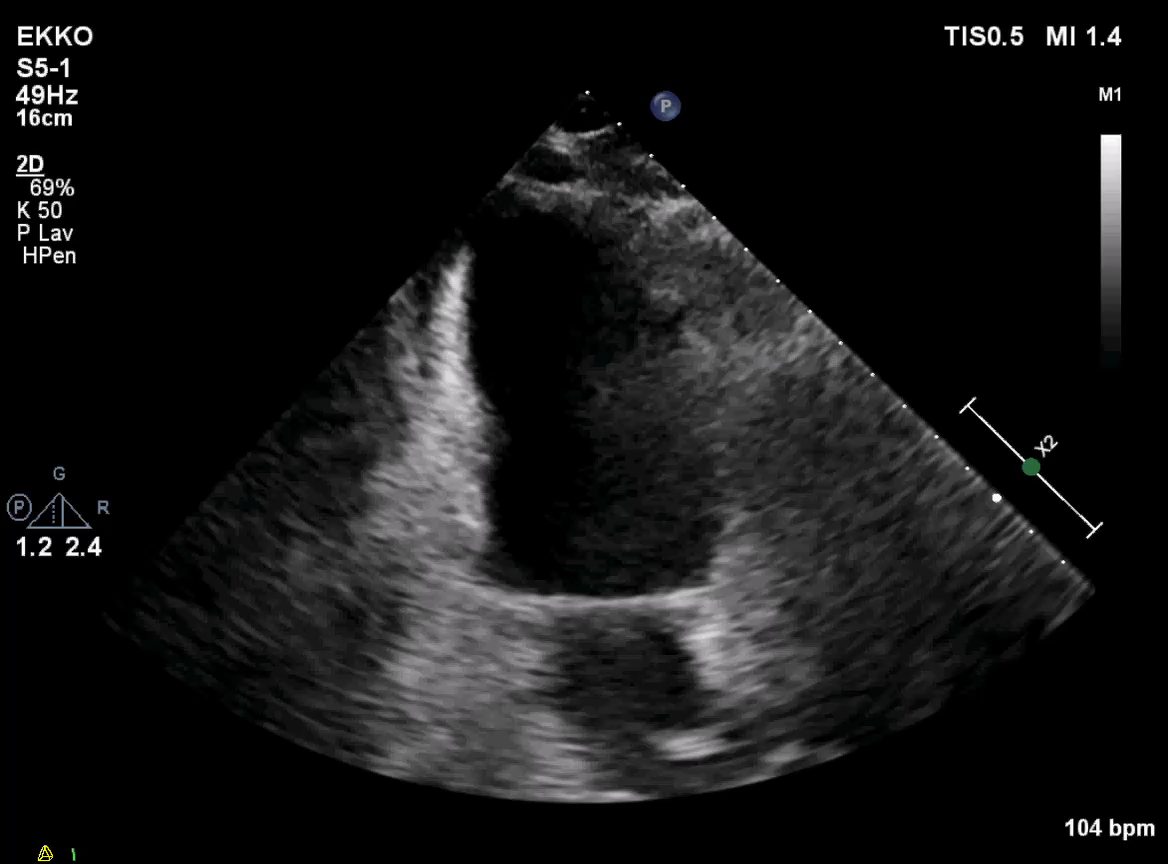 EKKO
S5-1
49Hz
16cm
2D
69%
K 50
P Lav
HPen
TIS0.5 MI 1.4
P
M1
X2
G
P R
1.2 2.4
104 bpm